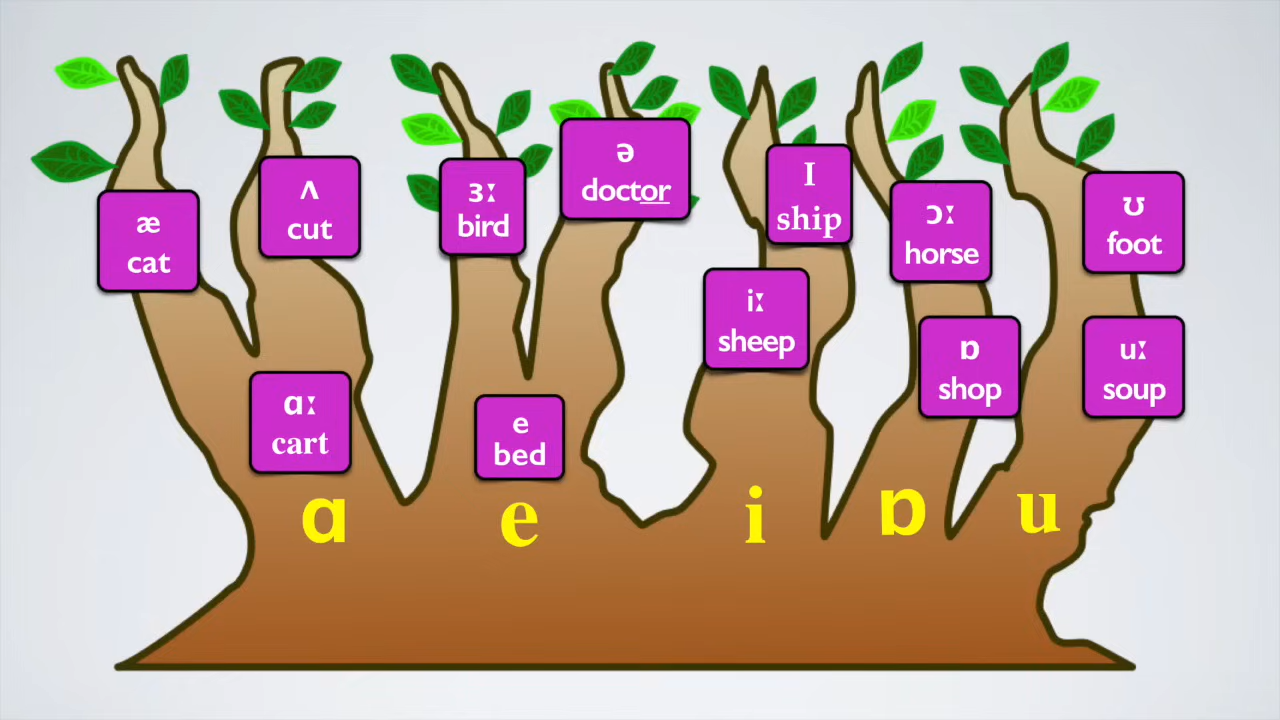 æ
cat
ʌ
cut
ɑː
cart
ɜː
bird
ə
doctor
e
bed
ɪ
ship
iː
sheep
ɔː
horse
ɒ
shop
ʊ
foot
uː
soup
ɑ
e
i
ɒ
u